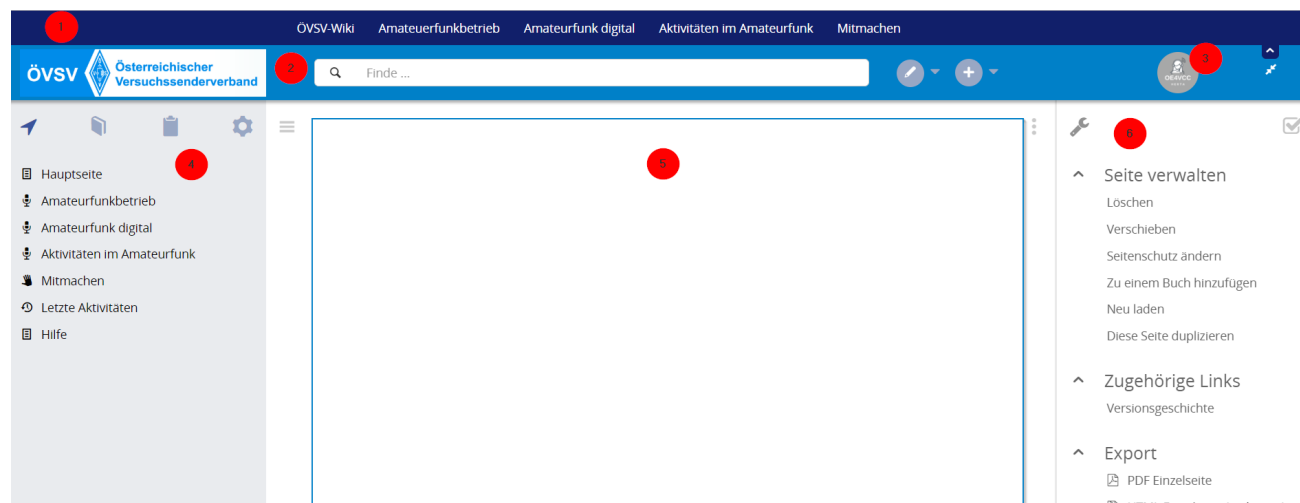 1
ÖVSV-Wiki Amateuerfunkbetrieb Amateurfunk digital Aktivitäten im Amateurfunk Mitmachen
ÖVSV Österreichischer
Versuchssenderverband
2
Finde ...
OE4VCC
3
4
5
6
Hauptseite
Amateurfunkbetrieb
Amateurfunk digital
Aktivitäten im Amateurfunk
Mitmachen
Letzte Aktivitäten
Hilfe
Seite verwalten
Löschen
Verschieben
Seitenschutz ändern
Zu einem Buch hinzufügen
Neu laden
Diese Seite duplizieren
Zugehörige Links
Versionsgeschichte
Export
PDF Einzelseite